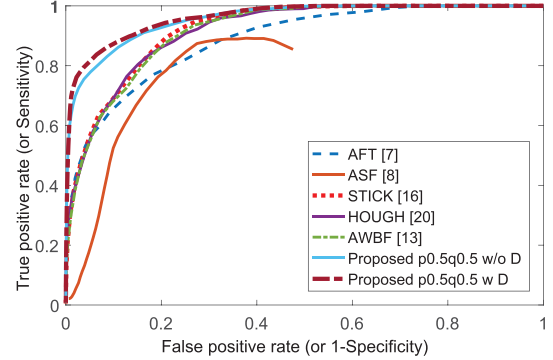 1
0.8
0.6
0.4
0.2
0
True positive rate (or Sensitivity)
AFT [7]
ASF [8]
STICK [16]
HOUGH [20]
AWBF [13]
Proposed p0.5q0.5 w/o D
Proposed p0.5q0.5 w D
0 0.2 0.4 0.6 0.8 1
False positive rate (or 1-Specificity)